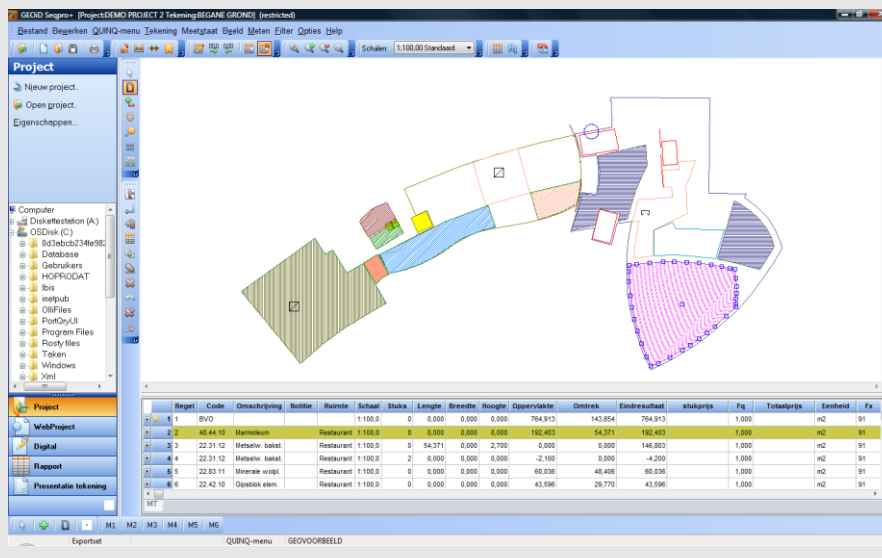 GEOiD Seqpro+ [Project:DEMO PROJECT 2 Tekening:BEGANE GROND] (restricted)
Bestand Bewerken QUINQ-menu Tekening Meetstaat Beeld Meten Filter Opties Help
Schalen: 1:100,00 Standaard
Project
Nieuw project..
Open project..
Eigenschappen...
Computer
Diskettestation (A:)
OSDisk (C:)
0d3abcb234fe982
Database
Gebruikers
HOPRODAT
Ibis
inetpub
OlliFiles
PortQryUI
Program Files
Rosty files
Taken
Windows
Xml
Project
WebProject
Digital
Rapport
Presentatie tekening
Regel Code Omschrijving Notitie Ruimte Schaal Stuks Lengte Breedte Hoogte Oppervlakte Omtrek Eindresultaat stukprijs Fq Totaalprijs Eenheid Fx
1 1 BVO 1:100,0 0 0,000 0,000 0,000 764,913 143,654 764,913 1,000 m2 91
2 2 48.44.10 Marmoleum Restaurant 1:100,0 0 0,000 0,000 0,000 192,403 54,371 192,403 1,000 m2 91
3 3 22.31.12 Metselw. bakst. Restaurant 1:100,0 0 54,371 0,000 2,700 0,000 0,000 146,803 1,000 m2 91
4 4 22.31.12 Metselw. bakst. Restaurant 1:100,0 2 0,000 0,000 0,000 -2,100 0,000 -4,200 1,000 m2 91
5 5 22.83.11 Minerale wolpl. Restaurant 1:100,0 0 0,000 0,000 0,000 60,036 48,406 60,036 1,000 m2 91
6 6 22.42.10 Gipsblok elem. Restaurant 1:100,0 0 0,000 0,000 0,000 43,596 29,770 43,596 1,000 m2 91
MT
M1 M2 M3 M4 M5 M6
Exportset QUINQ-menu GEOVOORBEELD